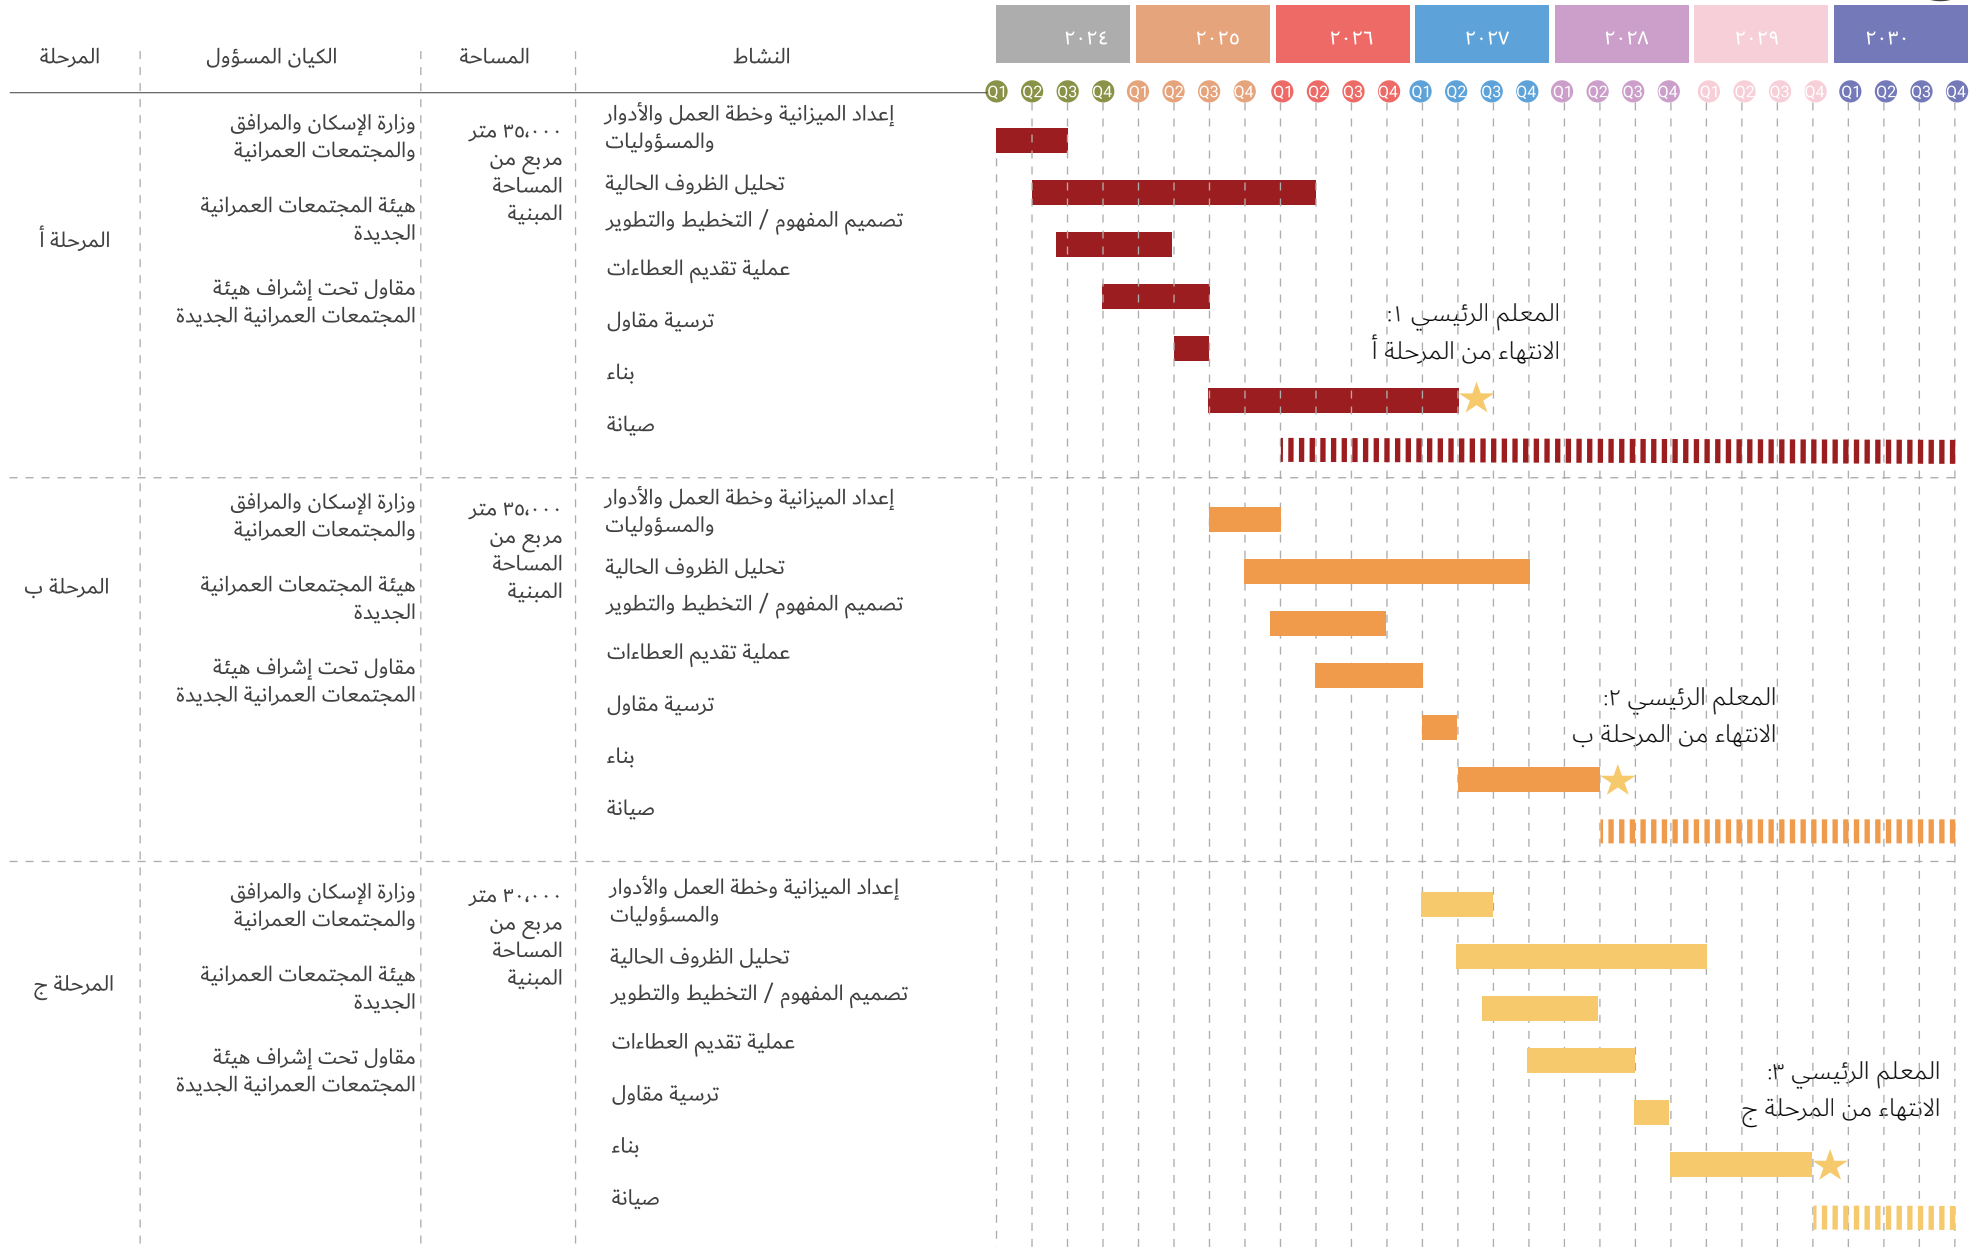 المرحلة
الكيان المسؤول
المساحة
النشاط
٢٠٢٤
٢٠٢٥
٢٠٢٦
٢٠٢٧
٢٠٢٨
٢٠٢٩
٢٠٣٠
Q1 Q2 Q3 Q4 Q1 Q2 Q3 Q4 Q1 Q2 Q3 Q4 Q1 Q2 Q3 Q4 Q1 Q2 Q3 Q4 Q1 Q2 Q3 Q4 Q1 Q2 Q3 Q4
المرحلة أ
وزارة الإسكان والمرافق
والمجتمعات العمرانية
هيئة المجتمعات العمرانية
الجديدة
مقاول تحت إشراف هيئة
المجتمعات العمرانية الجديدة
٣٥،٠٠٠ متر
مربع من
المساحة
المبنية
إعداد الميزانية وخطة العمل والأدوار
والمسؤوليات
تحليل الظروف الحالية
تصميم المفهوم / التخطيط والتطوير
عملية تقديم العطاءات
ترسية مقاول
بناء
صيانة
المعلم الرئيسي ١:
الانتهاء من المرحلة أ
المرحلة ب
وزارة الإسكان والمرافق
والمجتمعات العمرانية
هيئة المجتمعات العمرانية
الجديدة
مقاول تحت إشراف هيئة
المجتمعات العمرانية الجديدة
٣٥،٠٠٠ متر
مربع من
المساحة
المبنية
إعداد الميزانية وخطة العمل والأدوار
والمسؤوليات
تحليل الظروف الحالية
تصميم المفهوم / التخطيط والتطوير
عملية تقديم العطاءات
ترسية مقاول
بناء
صيانة
المعلم الرئيسي ٢:
الانتهاء من المرحلة ب
المرحلة ج
وزارة الإسكان والمرافق
والمجتمعات العمرانية
هيئة المجتمعات العمرانية
الجديدة
مقاول تحت إشراف هيئة
المجتمعات العمرانية الجديدة
٣٠،٠٠٠ متر
مربع من
المساحة
المبنية
إعداد الميزانية وخطة العمل والأدوار
والمسؤوليات
تحليل الظروف الحالية
تصميم المفهوم / التخطيط والتطوير
عملية تقديم العطاءات
ترسية مقاول
بناء
صيانة
المعلم الرئيسي ٣:
الانتهاء من المرحلة ج